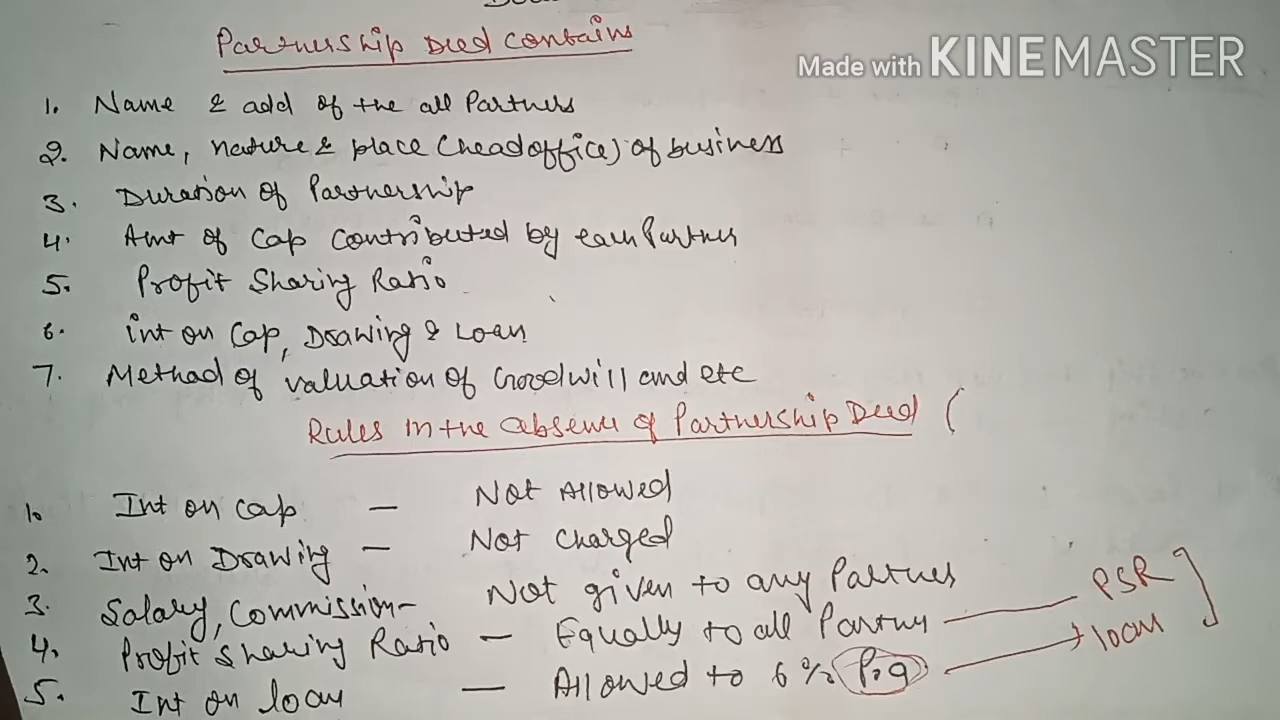 Made with KINEMASTER
Partnership Deed Contains
1. Name & add of the all Partners
2. Name, nature & place (headoffice) of business
3. Duration of Partnership
4. Amt of Cap Contributed by each Partner
5. Profit Sharing Ratio
6. int on Cap, Drawing & Loan
7. Method of valuation of Goodwill and etc
Rules in the absence of Partnership Deed (
1. Int on Cap - Not Allowed
2. Int on Drawing - Not Charged
3. Salary, Commission - Not given to any Partner
4. Profit Sharing Ratio - Equally to all Partner PSR
5. Int on loan - Allowed to 6% P.a loan